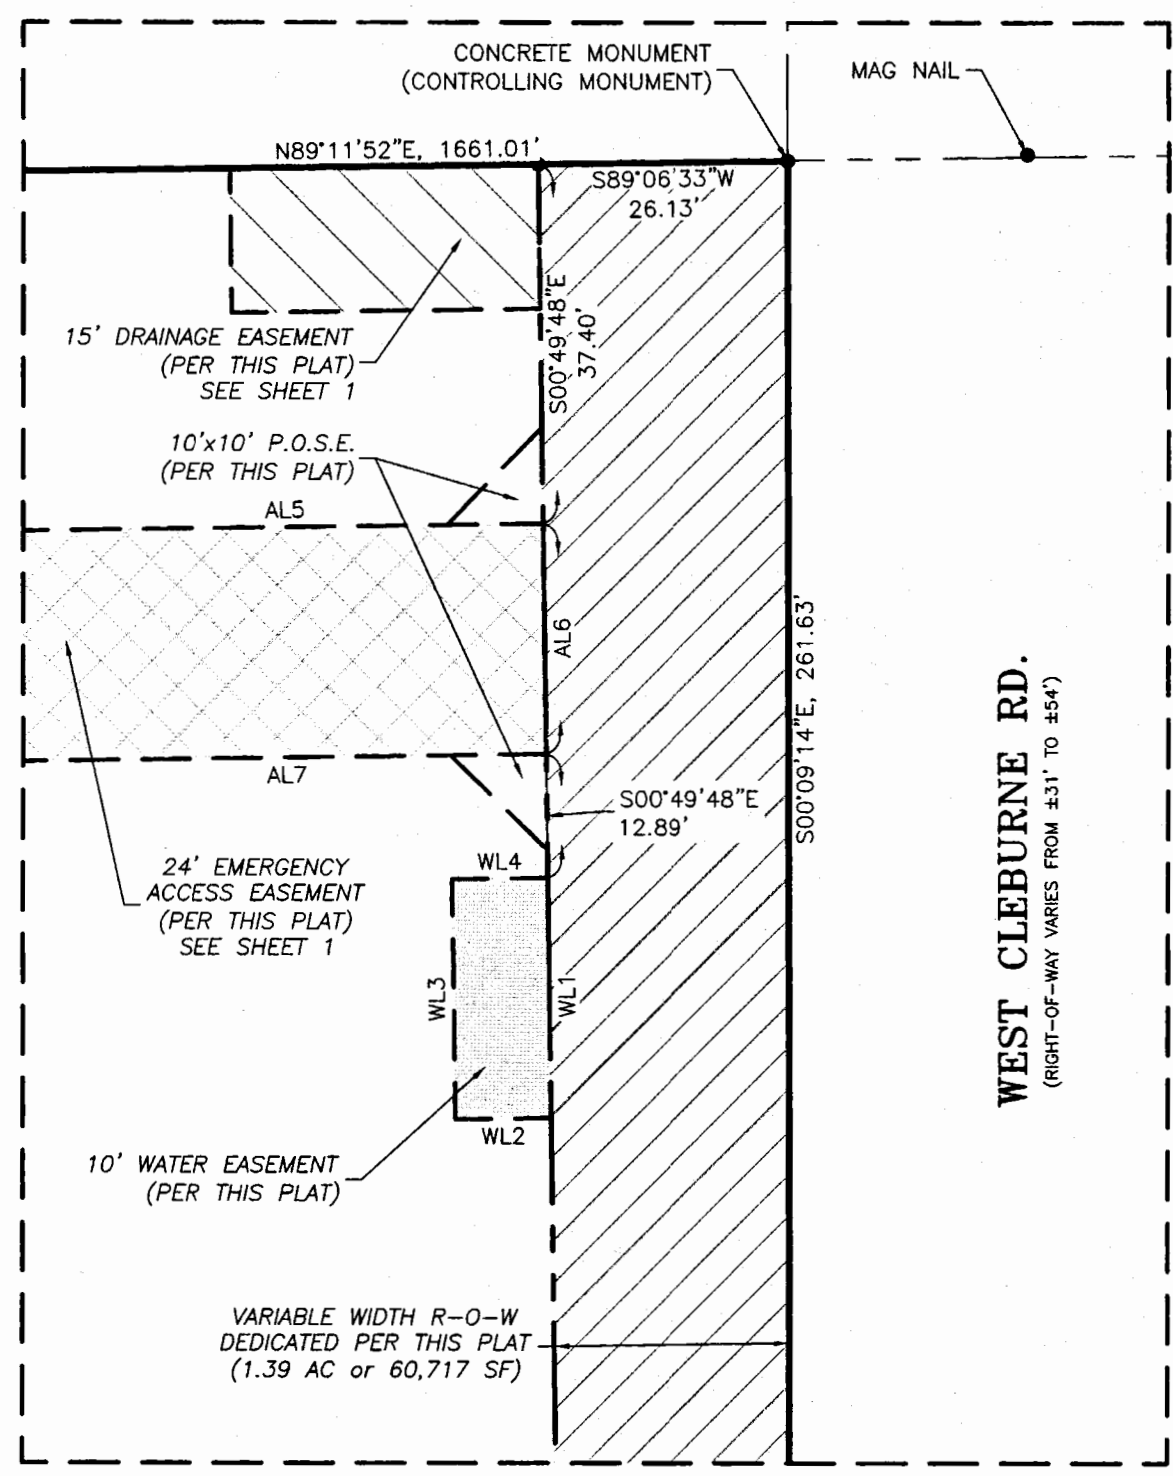 CONCRETE MONUMENT
(CONTROLLING MONUMENT)
MAG NAIL
N89°11'52"E, 1661.01'
S89°06'33"W
26.13'
S00°49'48"E
37.40'
15' DRAINAGE EASEMENT
(PER THIS PLAT)
SEE SHEET 1
10'x10' P.O.S.E.
(PER THIS PLAT)
AL5
AL6
AL7
S00°09'14"E, 261.63'
WEST CLEBURNE RD.
(RIGHT-OF-WAY VARIES FROM ±31' TO ±54')
S00°49'48"E
12.89'
24' EMERGENCY
ACCESS EASEMENT
(PER THIS PLAT)
SEE SHEET 1
WL4
WL3
WL1
WL2
10' WATER EASEMENT
(PER THIS PLAT)
VARIABLE WIDTH R-O-W
DEDICATED PER THIS PLAT
(1.39 AC or 60,717 SF)